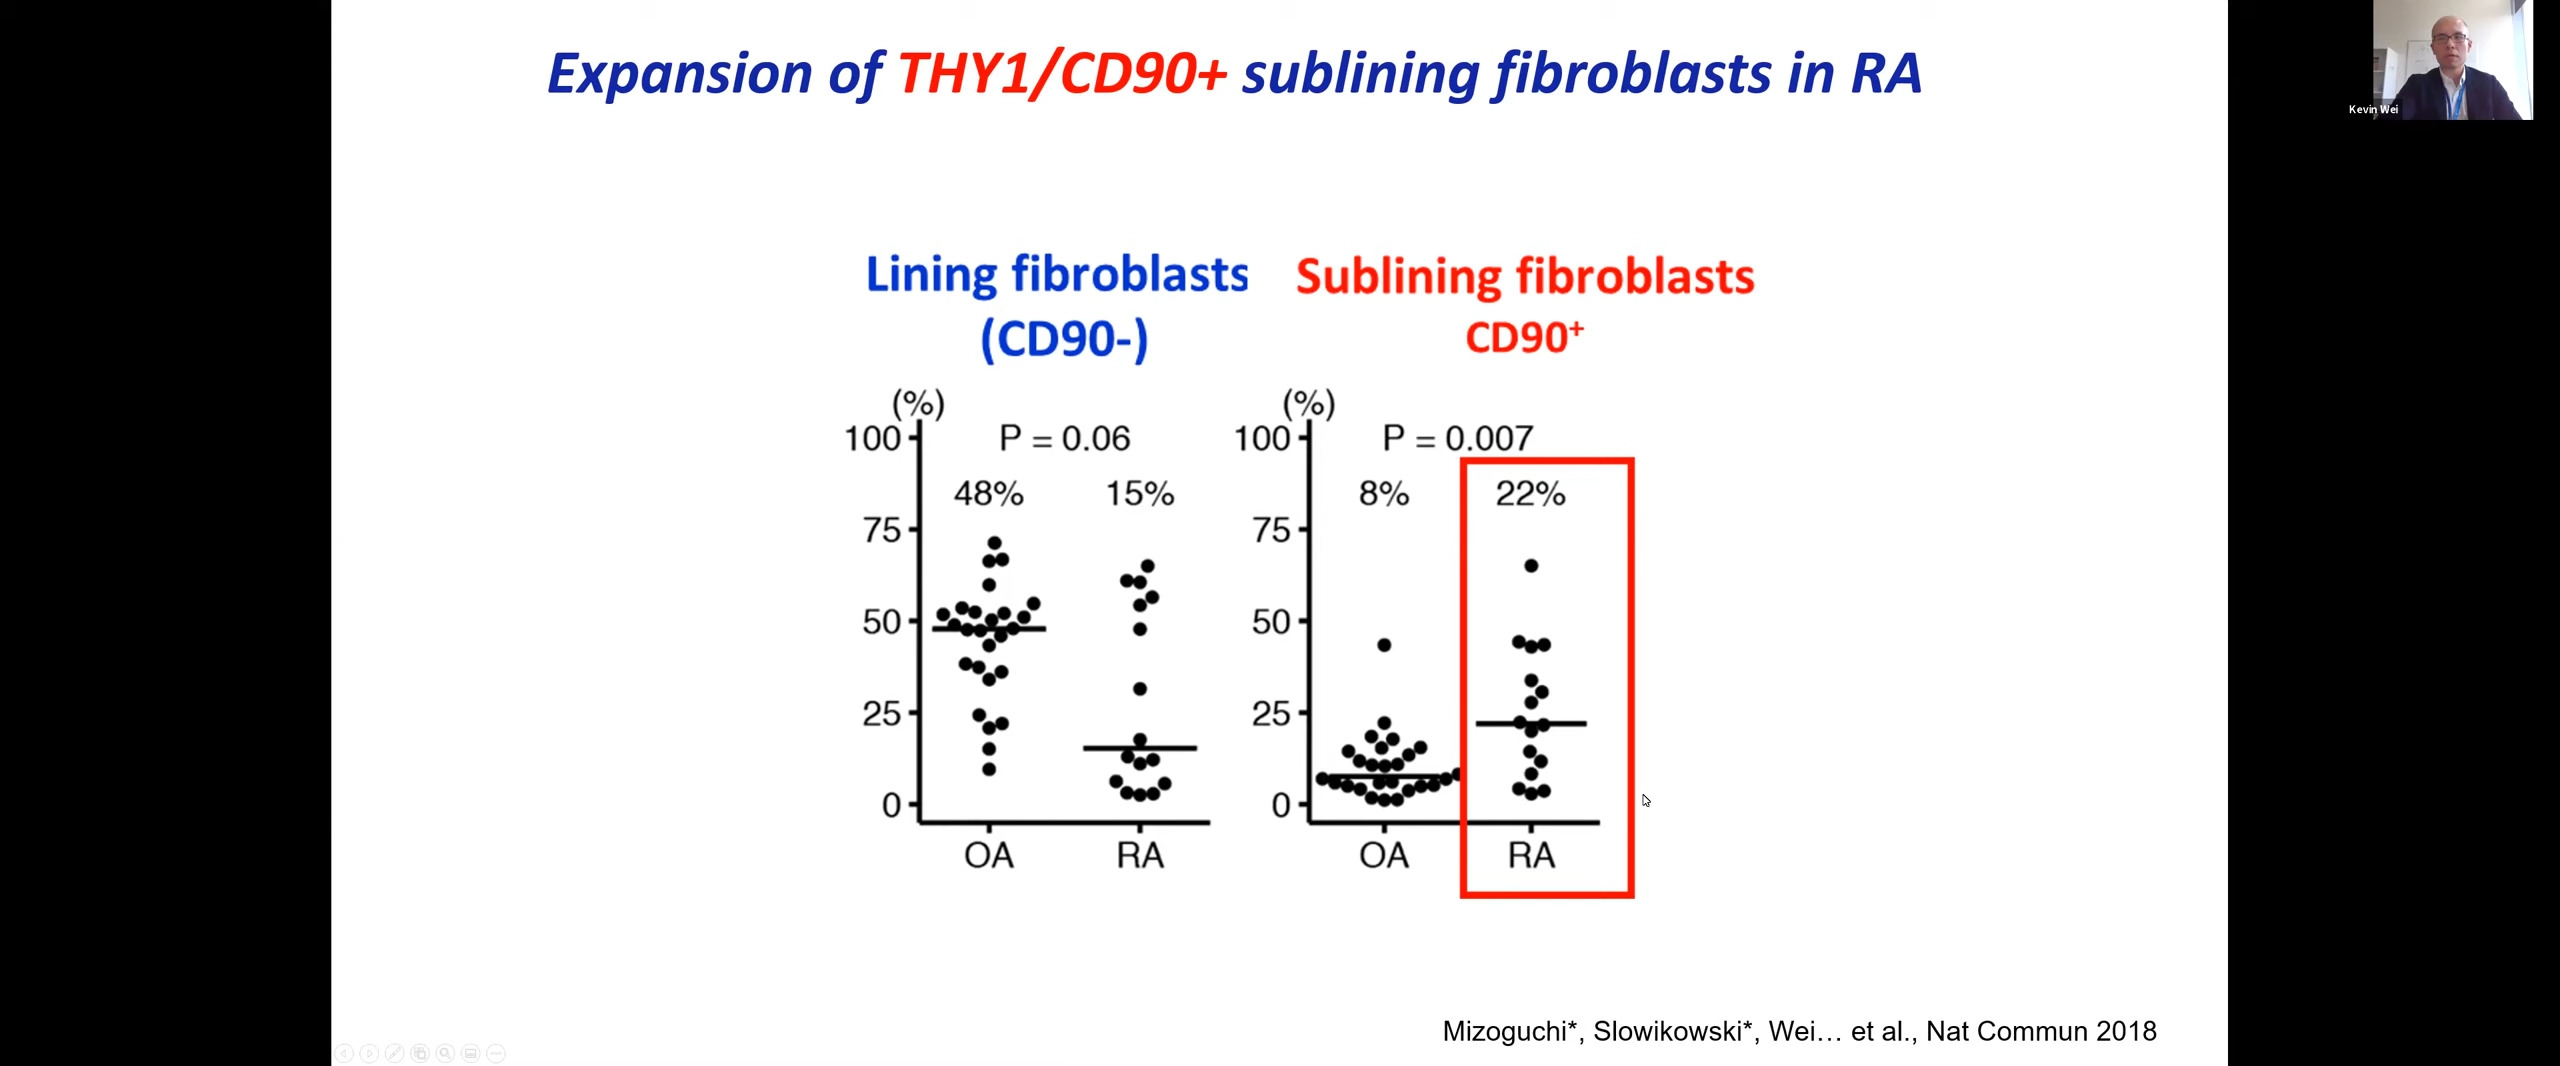 Expansion of THY1/CD90+ sublining fibroblasts in RA
Kevin Wei
Lining fibroblasts
(CD90-)
(%)
100
75
50
25
0
P = 0.06
48% 15%
OA RA
Sublining fibroblasts
CD90+
(%)
100
75
50
25
0
P = 0.007
8% 22%
OA RA
Mizoguchi*, Slowikowski*, Wei… et al., Nat Commun 2018